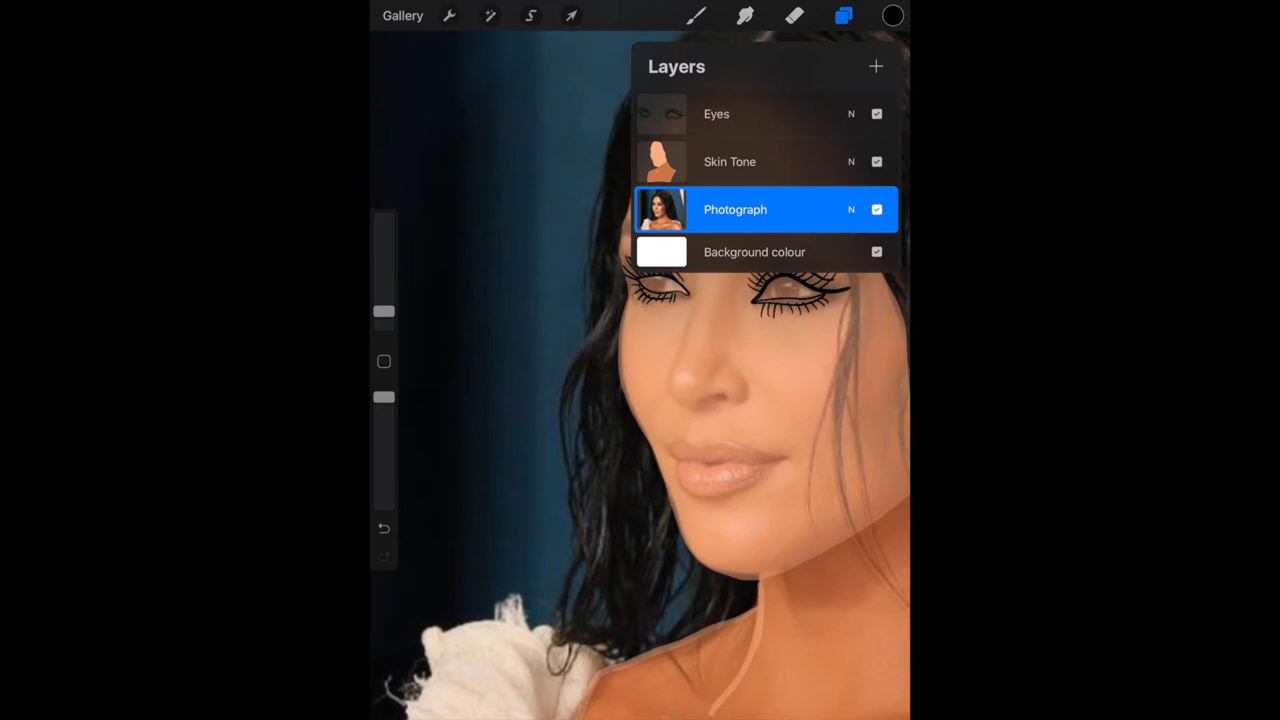 Gallery
Layers
Eyes N
Skin Tone N
Photograph N
Background colour